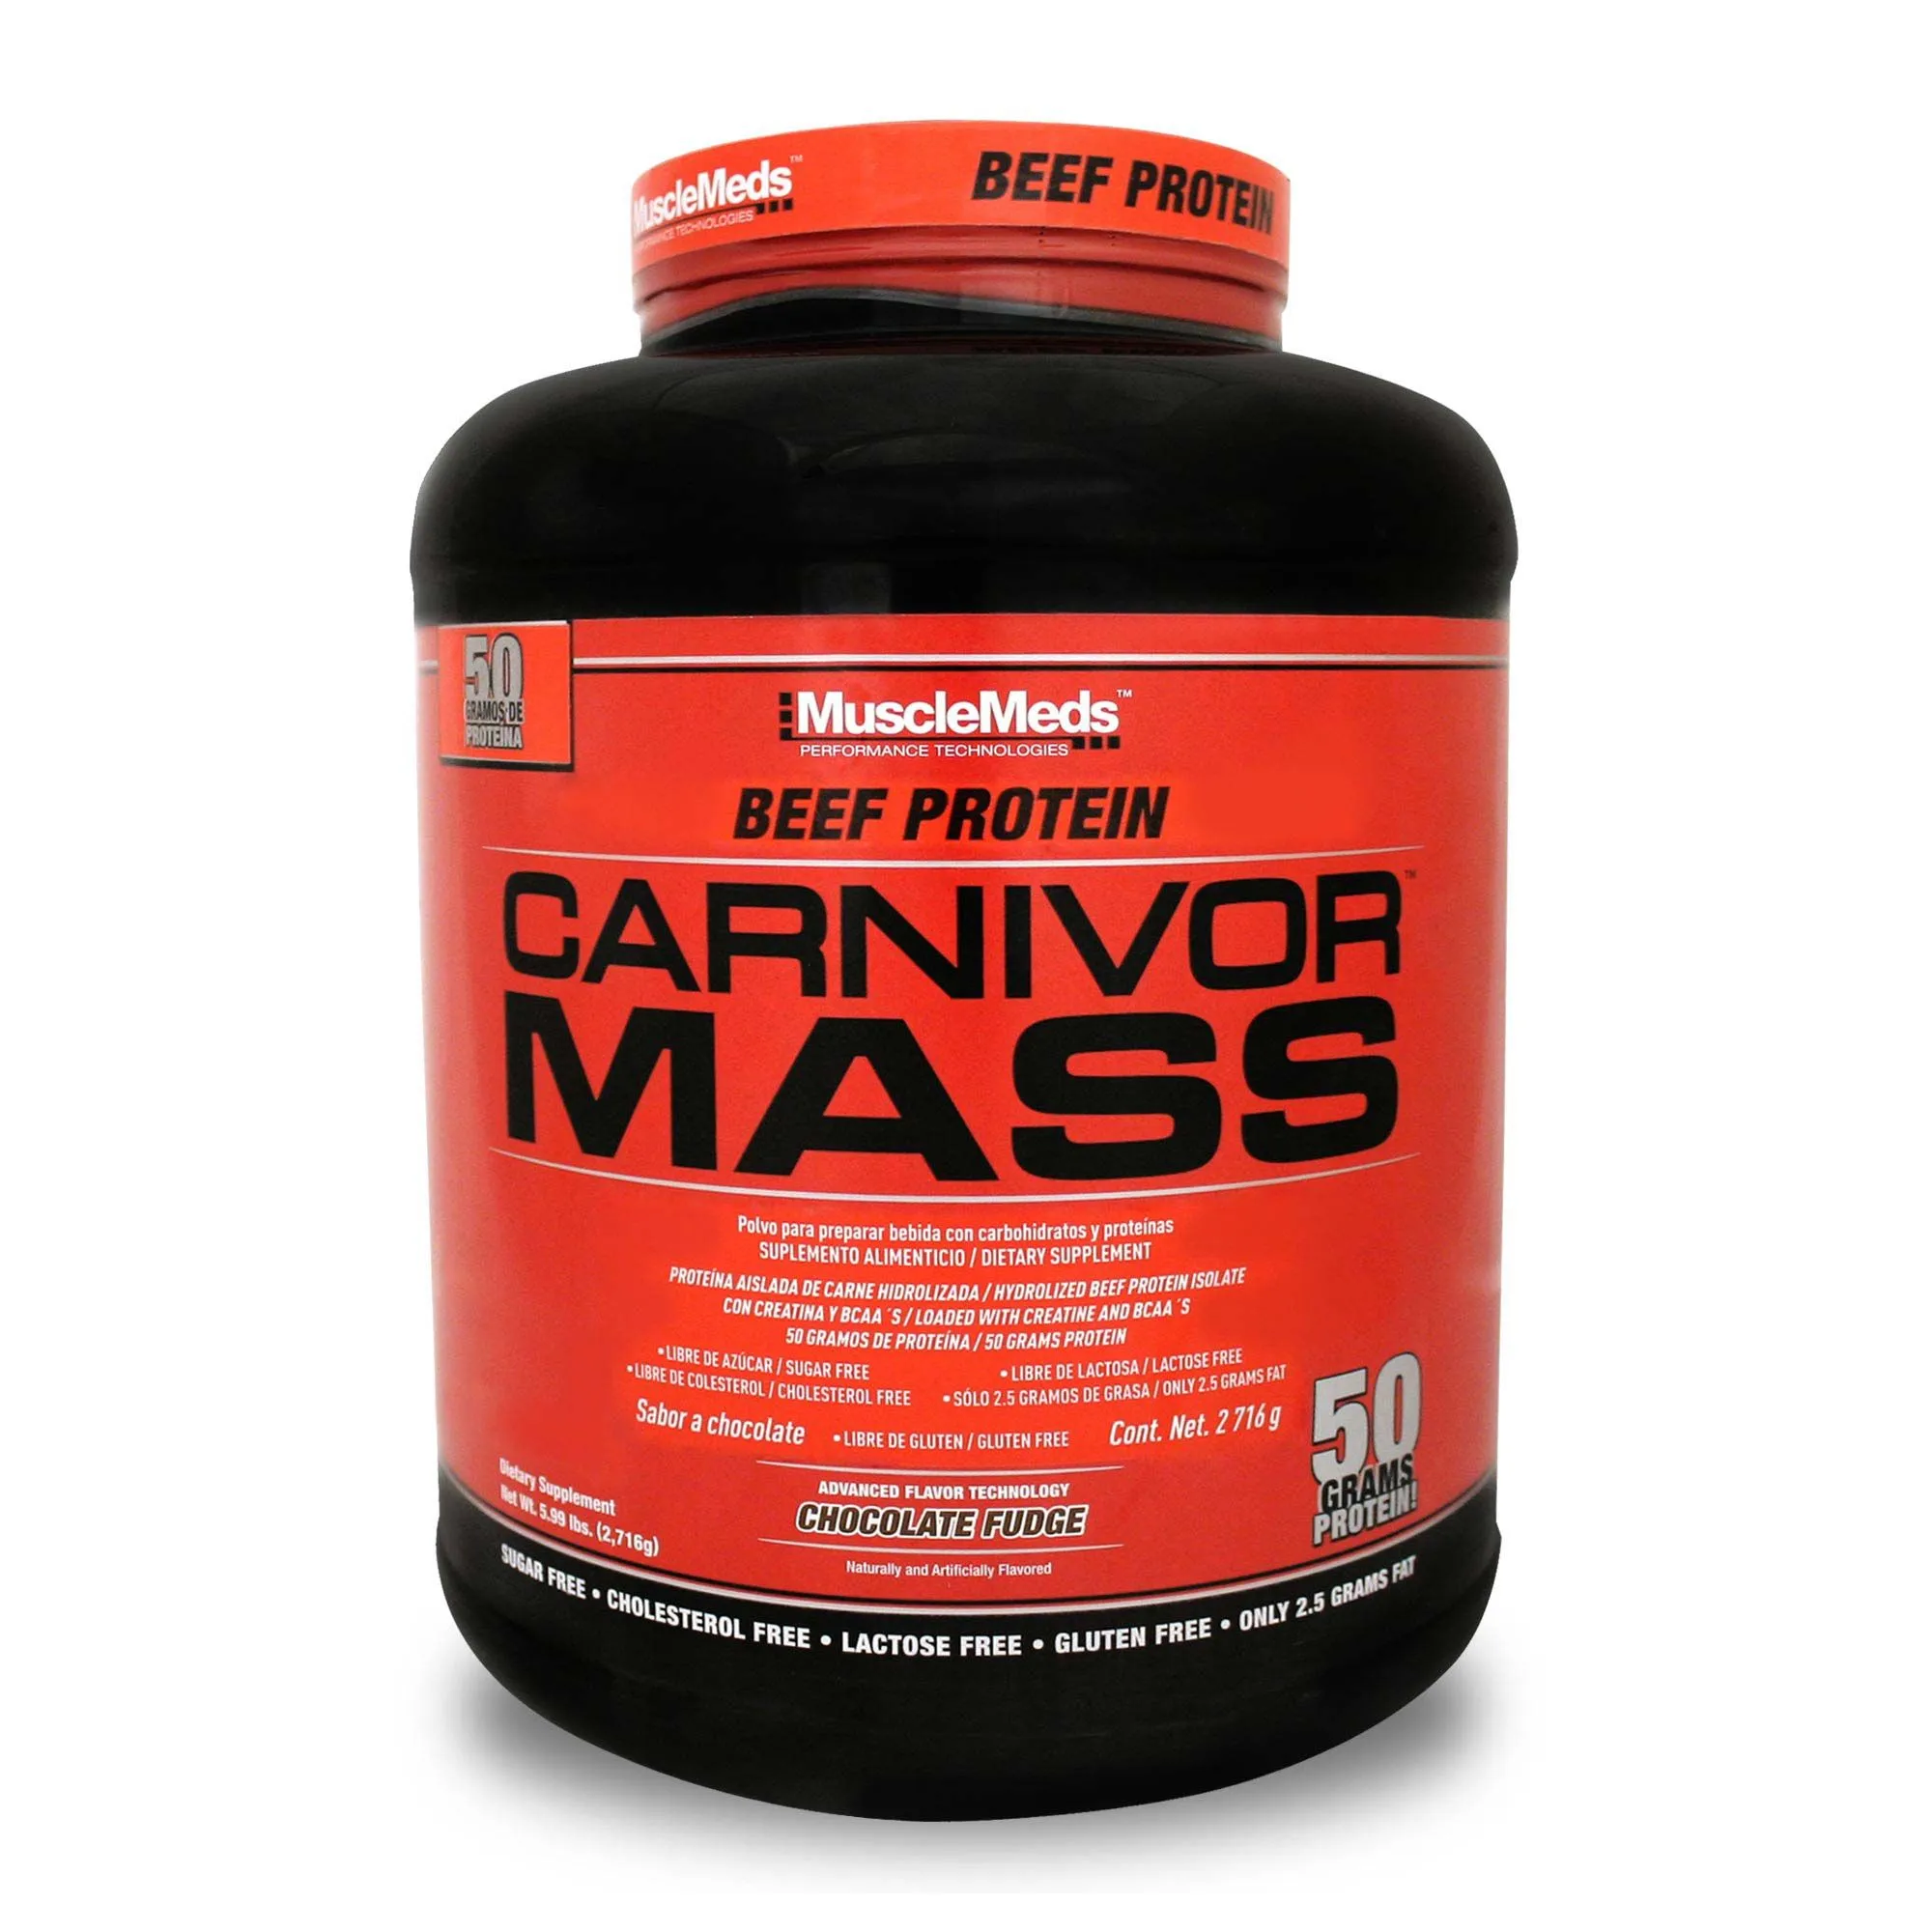 MuscleMeds™
PERFORMANCE TECHNOLOGIES
BEEF PROTEIN
50
GRAMOS DE
PROTEÍNA
MuscleMeds™
PERFORMANCE TECHNOLOGIES
BEEF PROTEIN
CARNIVOR™
MASS
Polvo para preparar bebida con carbohidratos y proteínas
SUPLEMENTO ALIMENTICIO / DIETARY SUPPLEMENT
PROTEÍNA AISLADA DE CARNE HIDROLIZADA / HYDROLIZED BEEF PROTEIN ISOLATE
CON CREATINA Y BCAA´S / LOADED WITH CREATINE AND BCAA´S
50 GRAMOS DE PROTEÍNA / 50 GRAMS PROTEIN
• LIBRE DE AZÚCAR / SUGAR FREE
• LIBRE DE LACTOSA / LACTOSE FREE
• LIBRE DE COLESTEROL / CHOLESTEROL FREE
• SÓLO 2.5 GRAMOS DE GRASA / ONLY 2.5 GRAMS FAT
Sabor a chocolate
• LIBRE DE GLUTEN / GLUTEN FREE
Cont. Net. 2 716 g
50
GRAMS
PROTEIN!
Dietary Supplement
Net Wt. 5.99 lbs. (2,716g)
ADVANCED FLAVOR TECHNOLOGY
CHOCOLATE FUDGE
Naturally and Artificially Flavored
SUGAR FREE • CHOLESTEROL FREE • LACTOSE FREE • GLUTEN FREE • ONLY 2.5 GRAMS FAT